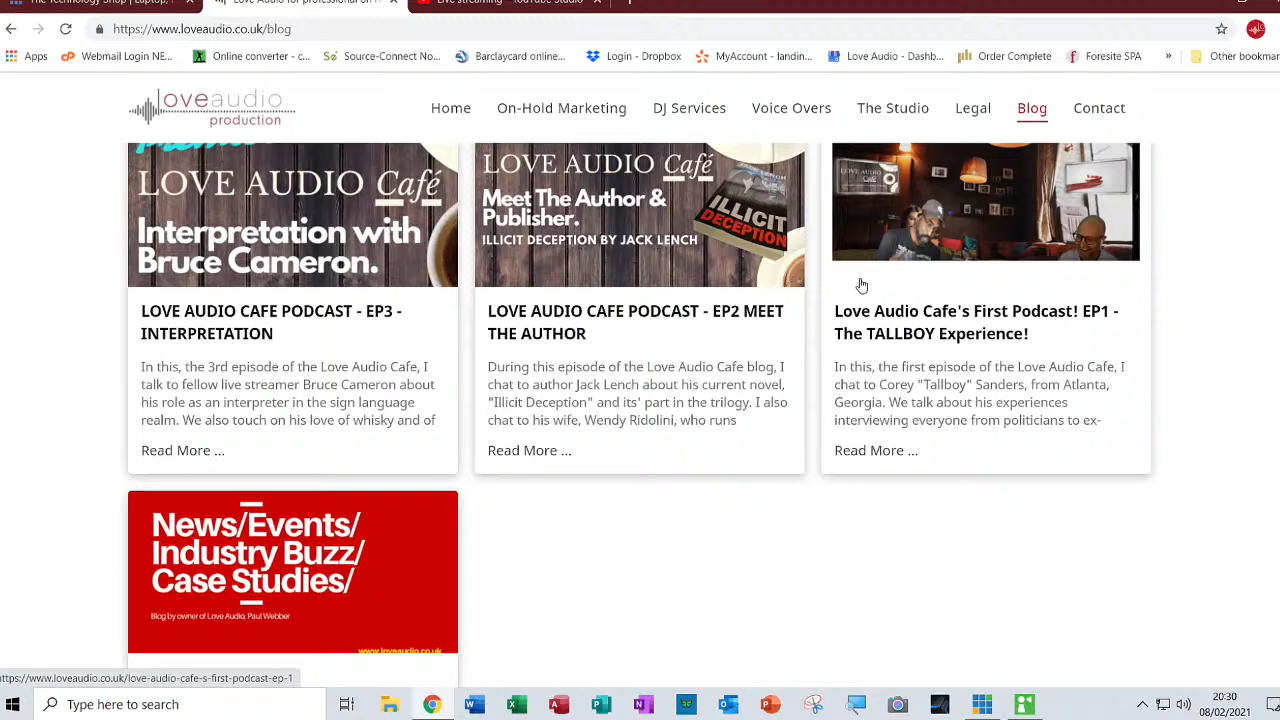 Love Audio for professional on h
Live streaming - YouTube Studio
https://www.loveaudio.co.uk/blog
Apps
Webmail Login NE...
Online converter - c...
Source-Connect No...
Barclaycard online...
Login - Dropbox
MyAccount - landin...
Love Audio - Dashb...
Order Complete
Foresite SPA
»
Other bookmar
loveaudio
production
Home
On-Hold Marketing
DJ Services
Voice Overs
The Studio
Legal
Blog
Contact
LOVE AUDIO Café
Interpretation with
Bruce Cameron.
LOVE AUDIO CAFE PODCAST - EP3 -
INTERPRETATION
In this, the 3rd episode of the Love Audio Cafe, I
talk to fellow live streamer Bruce Cameron about
his role as an interpreter in the sign language
realm. We also touch on his love of whisky and of
Read More ...
LOVE AUDIO Café
Meet The Author &
Publisher.
ILLICIT DECEPTION BY JACK LENCH
ILLICIT
DECEPTION
LOVE AUDIO CAFE PODCAST - EP2 MEET
THE AUTHOR
During this episode of the Love Audio Cafe blog, I
chat to author Jack Lench about his current novel,
"Illicit Deception" and its' part in the trilogy. I also
chat to his wife, Wendy Ridolini, who runs
Read More ...
Love Audio Cafe's First Podcast! EP1 -
The TALLBOY Experience!
In this, the first episode of the Love Audio Cafe, I
chat to Corey "Tallboy" Sanders, from Atlanta,
Georgia. We talk about his experiences
interviewing everyone from politicians to ex-
Read More ...
News/Events/
Industry Buzz/
Case Studies/
Blog by owner of Love Audio, Paul Webber
www.loveaudio.co.uk
https://www.loveaudio.co.uk/love-audio-cafe-s-first-podcast-ep-1
Type here to search
20:30
08/02/2021